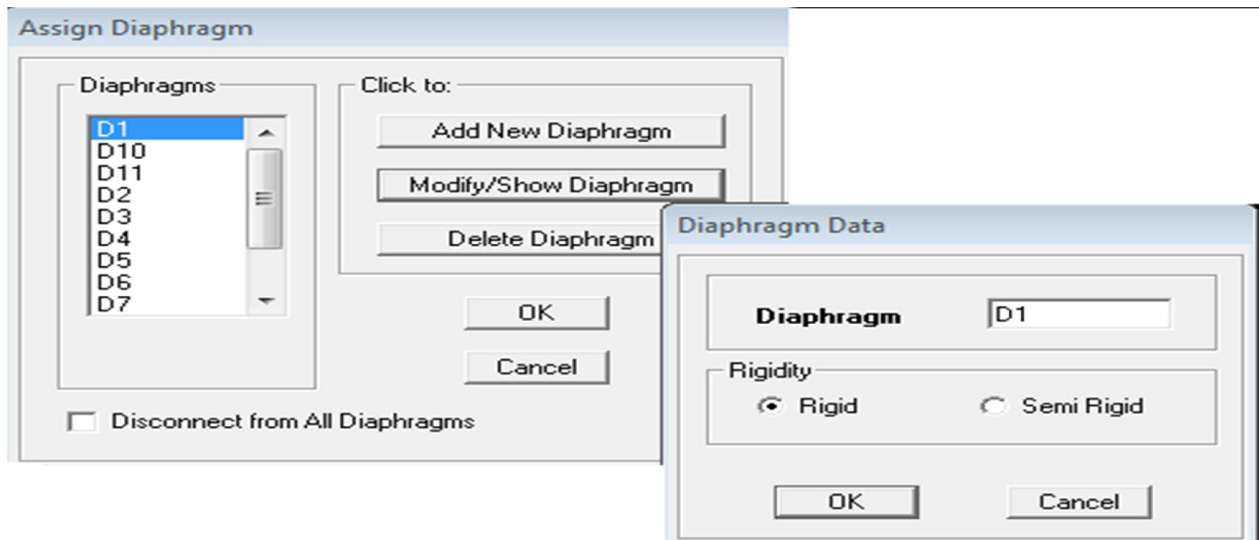 Assign Diaphragm
Diaphragms
D1
D10
D11
D2
D3
D4
D5
D6
D7
Click to:
Add New Diaphragm
Modify/Show Diaphragm
Delete Diaphragm
OK
Cancel
Disconnect from All Diaphragms
Diaphragm Data
Diaphragm D1
Rigidity
Rigid Semi Rigid
OK Cancel